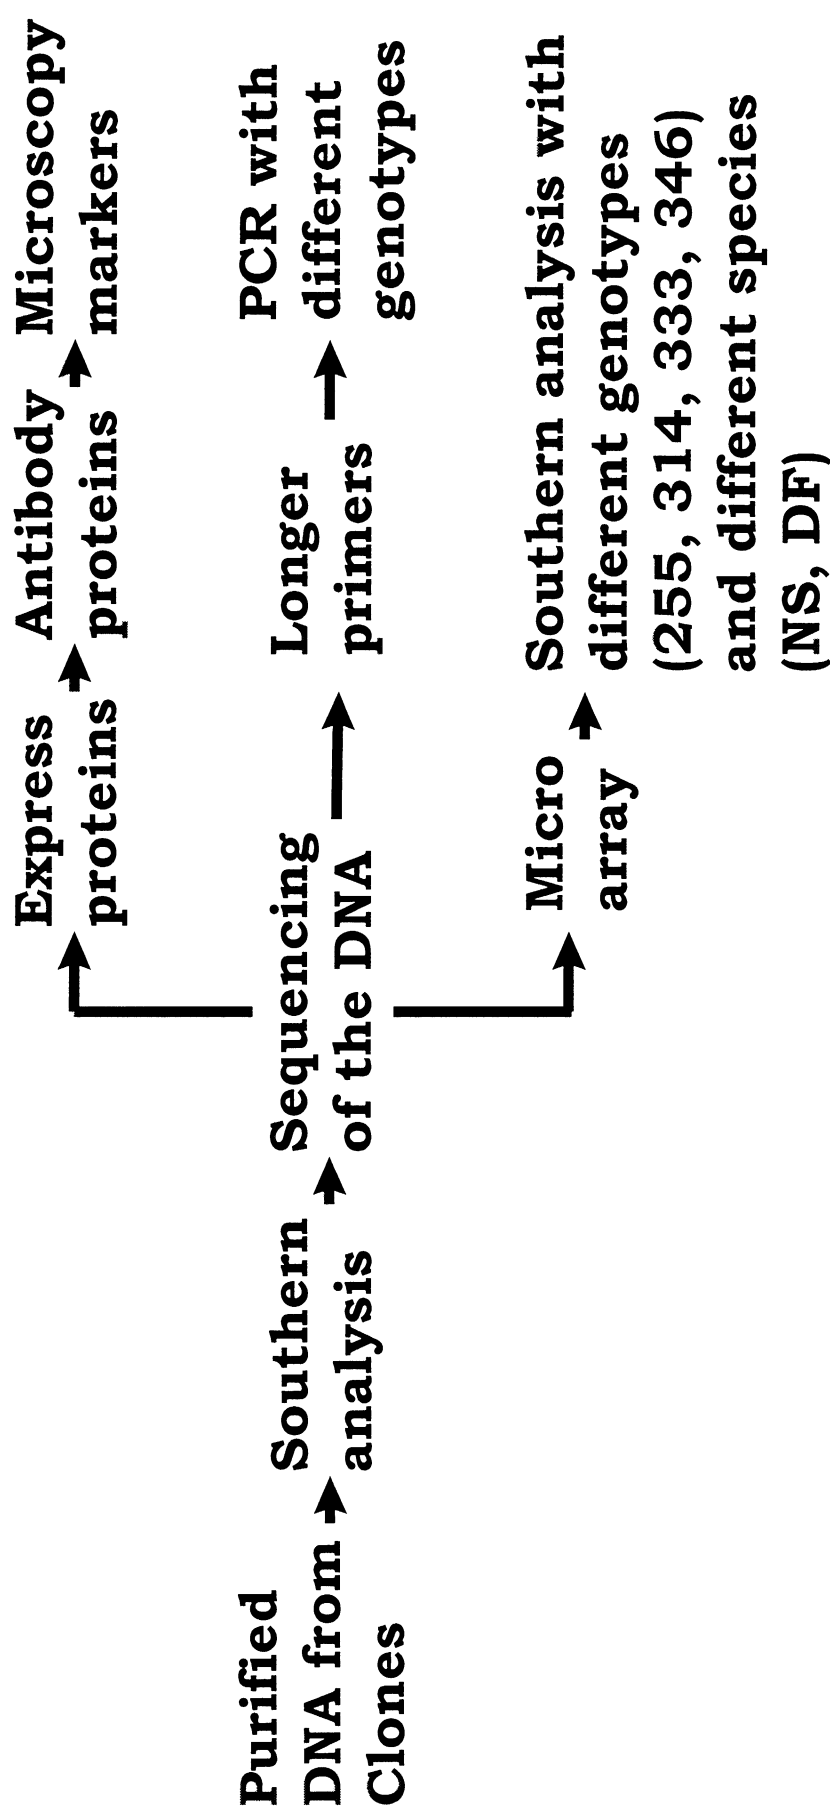 Purified
DNA from
Clones
Southern
analysis
Sequencing
of the DNA
Express
proteins
Antibody
proteins
Microscopy
markers
Longer
primers
PCR with
different
genotypes
Micro
array
Southern analysis with
different genotypes
(255, 314, 333, 346)
and different species
(NS, DF)